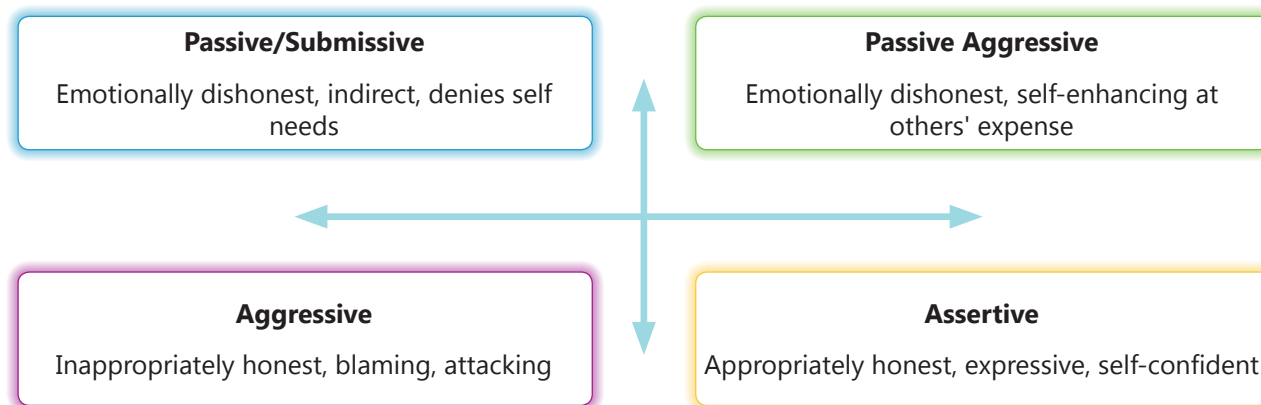 Passive/Submissive
Emotionally dishonest, indirect, denies self
needs
Passive Aggressive
Emotionally dishonest, self-enhancing at
others' expense
Aggressive
Inappropriately honest, blaming, attacking
Assertive
Appropriately honest, expressive, self-confident